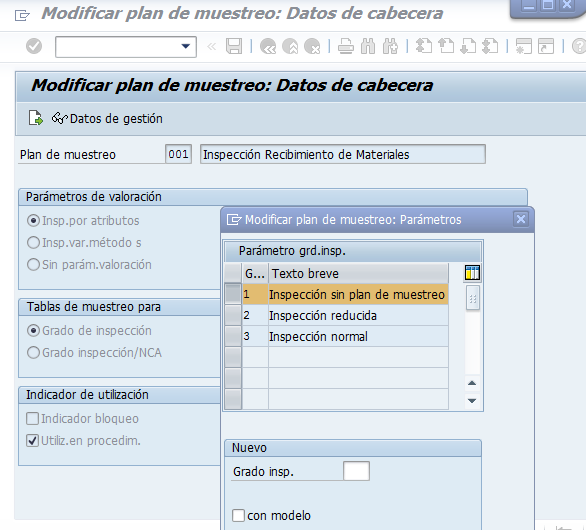 Modificar plan de muestreo: Datos de cabecera
Modificar plan de muestreo: Datos de cabecera
Datos de gestión
Plan de muestreo 001 Inspección Recibimiento de Materiales
Parámetros de valoración
Insp.por atributos
Insp.var.método s
Sin parám.valoración
Tablas de muestreo para
Grado de inspección
Grado inspección/NCA
Indicador de utilización
Indicador bloqueo
Utiliz.en procedim.
Modificar plan de muestreo: Parámetros
Parámetro grd.insp.
G... Texto breve
1 Inspección sin plan de muestreo
2 Inspección reducida
3 Inspección normal
Nuevo
Grado insp.
con modelo